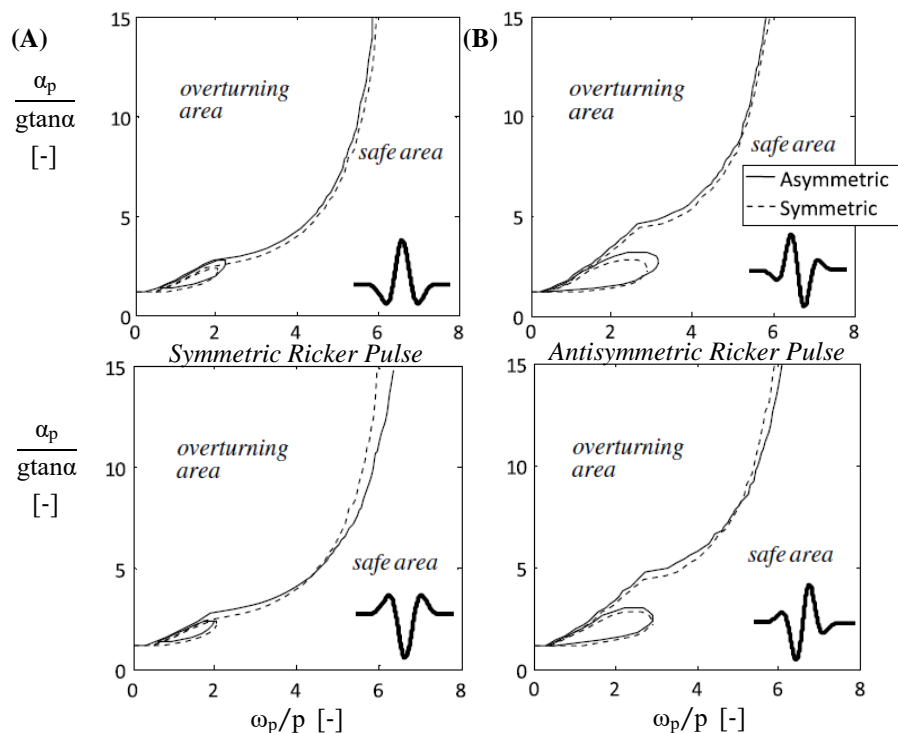 (A)
(B)
αp
gtanα
[-]
15
10
5
0
overturning
area
safe area
0 2 4 6 8
15
10
5
0
overturning
area
safe area
Asymmetric
Symmetric
0 2 4 6 8
Symmetric Ricker Pulse
Antisymmetric Ricker Pulse
αp
gtanα
[-]
15
10
5
0
overturning
area
safe area
0 2 4 6 8
ωp/p [-]
15
10
5
0
overturning
area
safe area
0 2 4 6 8
ωp/p [-]